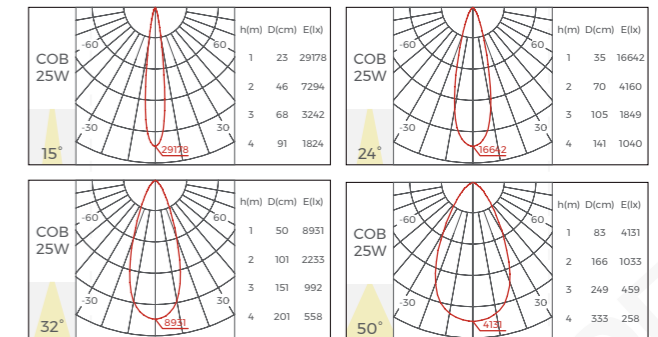 COB
25W
15°
-60
60
-30
30
29178
h(m) D(cm) E(lx)
1 23 29178
2 46 7294
3 68 3242
4 91 1824
COB
25W
24°
-60
60
-30
30
16642
h(m) D(cm) E(lx)
1 35 16642
2 70 4160
3 105 1849
4 141 1040
COB
25W
32°
-60
60
-30
30
8931
h(m) D(cm) E(lx)
1 50 8931
2 101 2233
3 151 992
4 201 558
COB
25W
50°
-60
60
-30
30
4131
h(m) D(cm) E(lx)
1 83 4131
2 166 1033
3 249 459
4 333 258